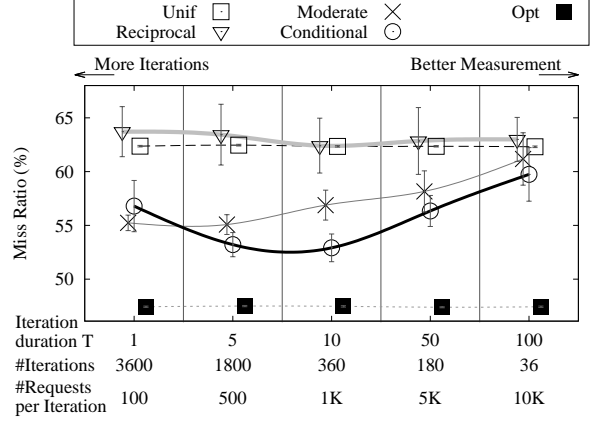 Unif Moderate Opt
Reciprocal Conditional
More Iterations Better Measurement
65
60
55
50
Miss Ratio (%)
Iteration
duration T 1 5 10 50 100
#Iterations 3600 1800 360 180 36
#Requests
per Iteration 100 500 1K 5K 10K